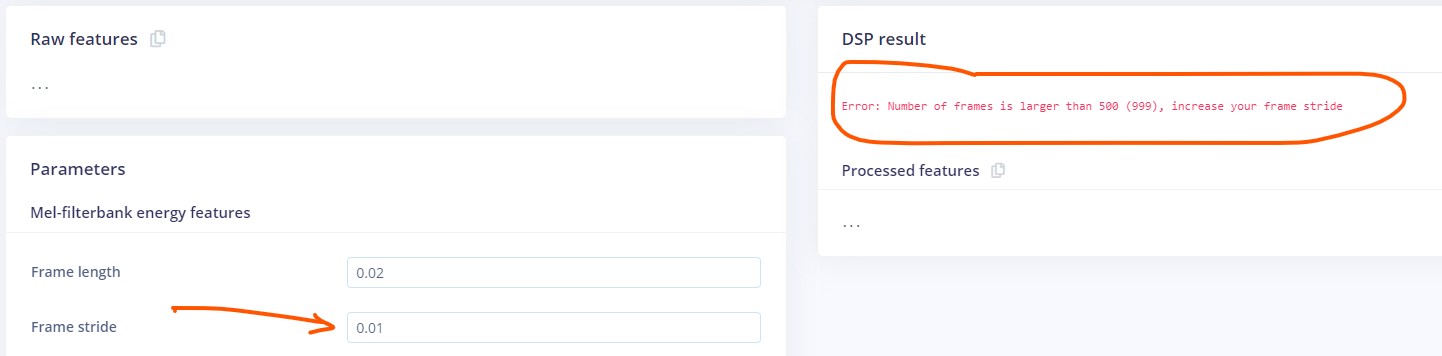 Raw features
...
Parameters
Mel-filterbank energy features
Frame length
0.02
Frame stride
0.01
DSP result
Error: Number of frames is larger than 500 (999), increase your frame stride
Processed features
...